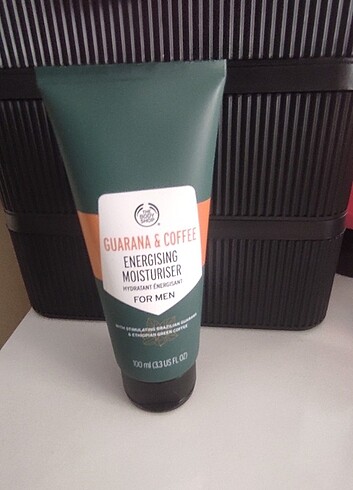 THE
BODY
SHOP
GUARANA & COFFEE
ENERGISING
MOISTURISER
HYDRATANT ÉNERGISANT
FOR MEN
WITH STIMULATING BRAZILIAN GUARANA
& ETHIOPIAN GREEN COFFEE
100 ml (3.3 US FL OZ)